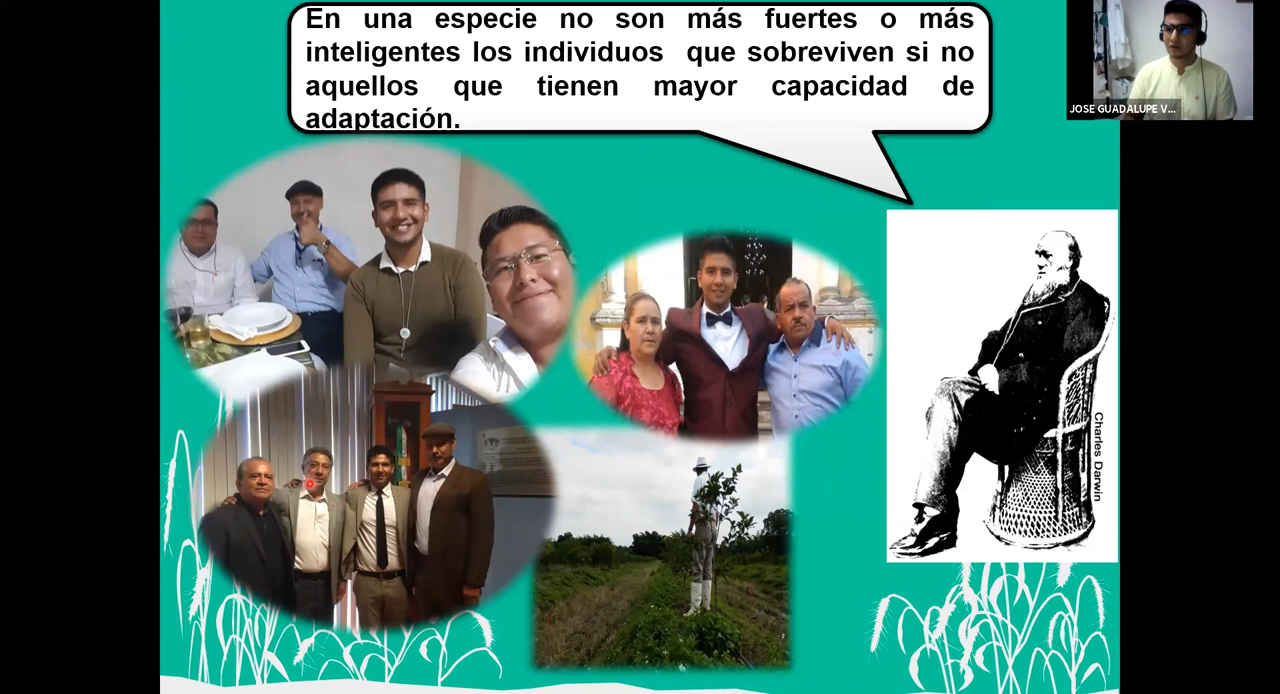 En una especie no son más fuertes o más
inteligentes los individuos que sobreviven si no
aquellos que tienen mayor capacidad de
adaptación.
JOSE GUADALUPE V...
Charles Darwin